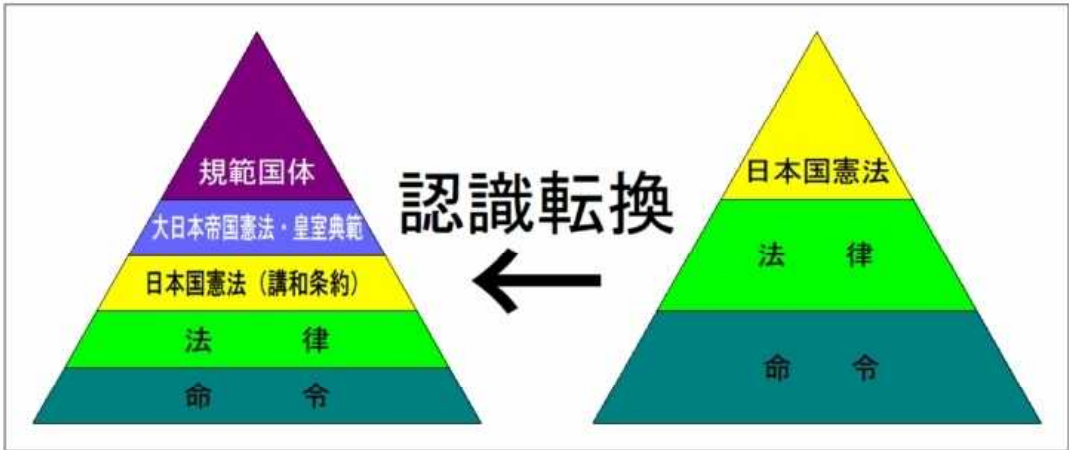 規範国体
大日本帝国憲法・皇室典範
日本国憲法（講和条約）
法　律
命　令
認識転換
←
日本国憲法
法　律
命　令